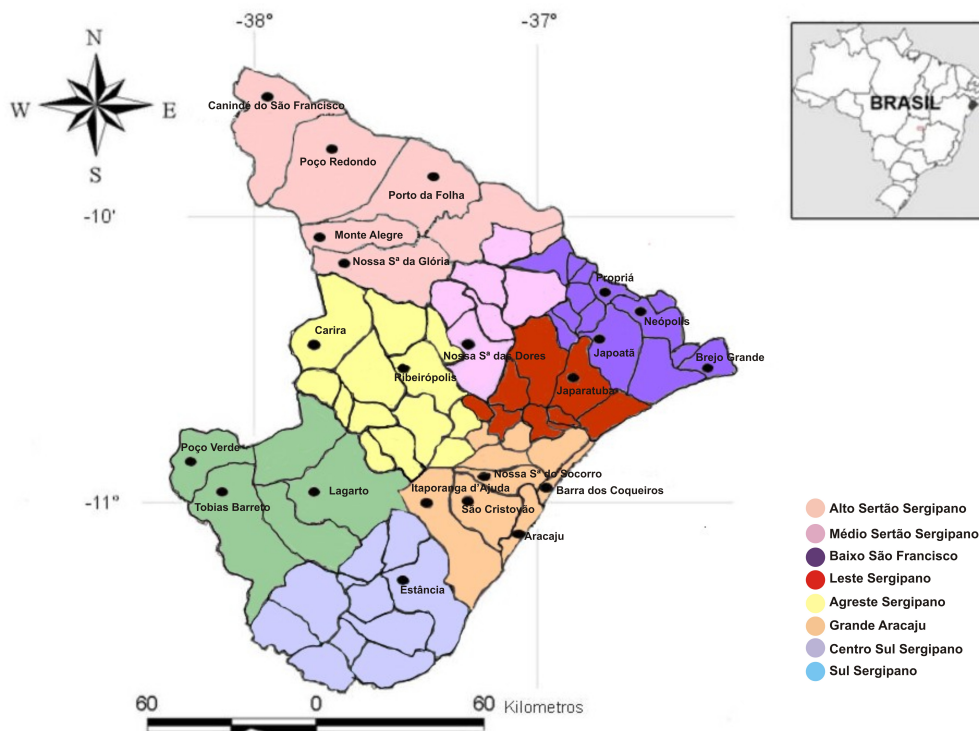 -38°
-37°
N
W
E
S
BRASIL
Canindé do São Francisco
Poço Redondo
Porto da Folha
-10'
Monte Alegre
Nossa Sª da Glória
Propriá
Neópolis
Carira
Nossa Sª das Dores
Japoatã
Brejo Grande
Ribeirópolis
Japaratuba
Poço Verde
Nossa Sª do Socorro
Lagarto
Itaporanga d'Ajuda
Barra dos Coqueiros
-11°
Tobias Barreto
São Cristovão
Aracaju
Estância
Alto Sertão Sergipano
Médio Sertão Sergipano
Baixo São Francisco
Leste Sergipano
Agreste Sergipano
Grande Aracaju
Centro Sul Sergipano
Sul Sergipano
60
0
60
Kilometros